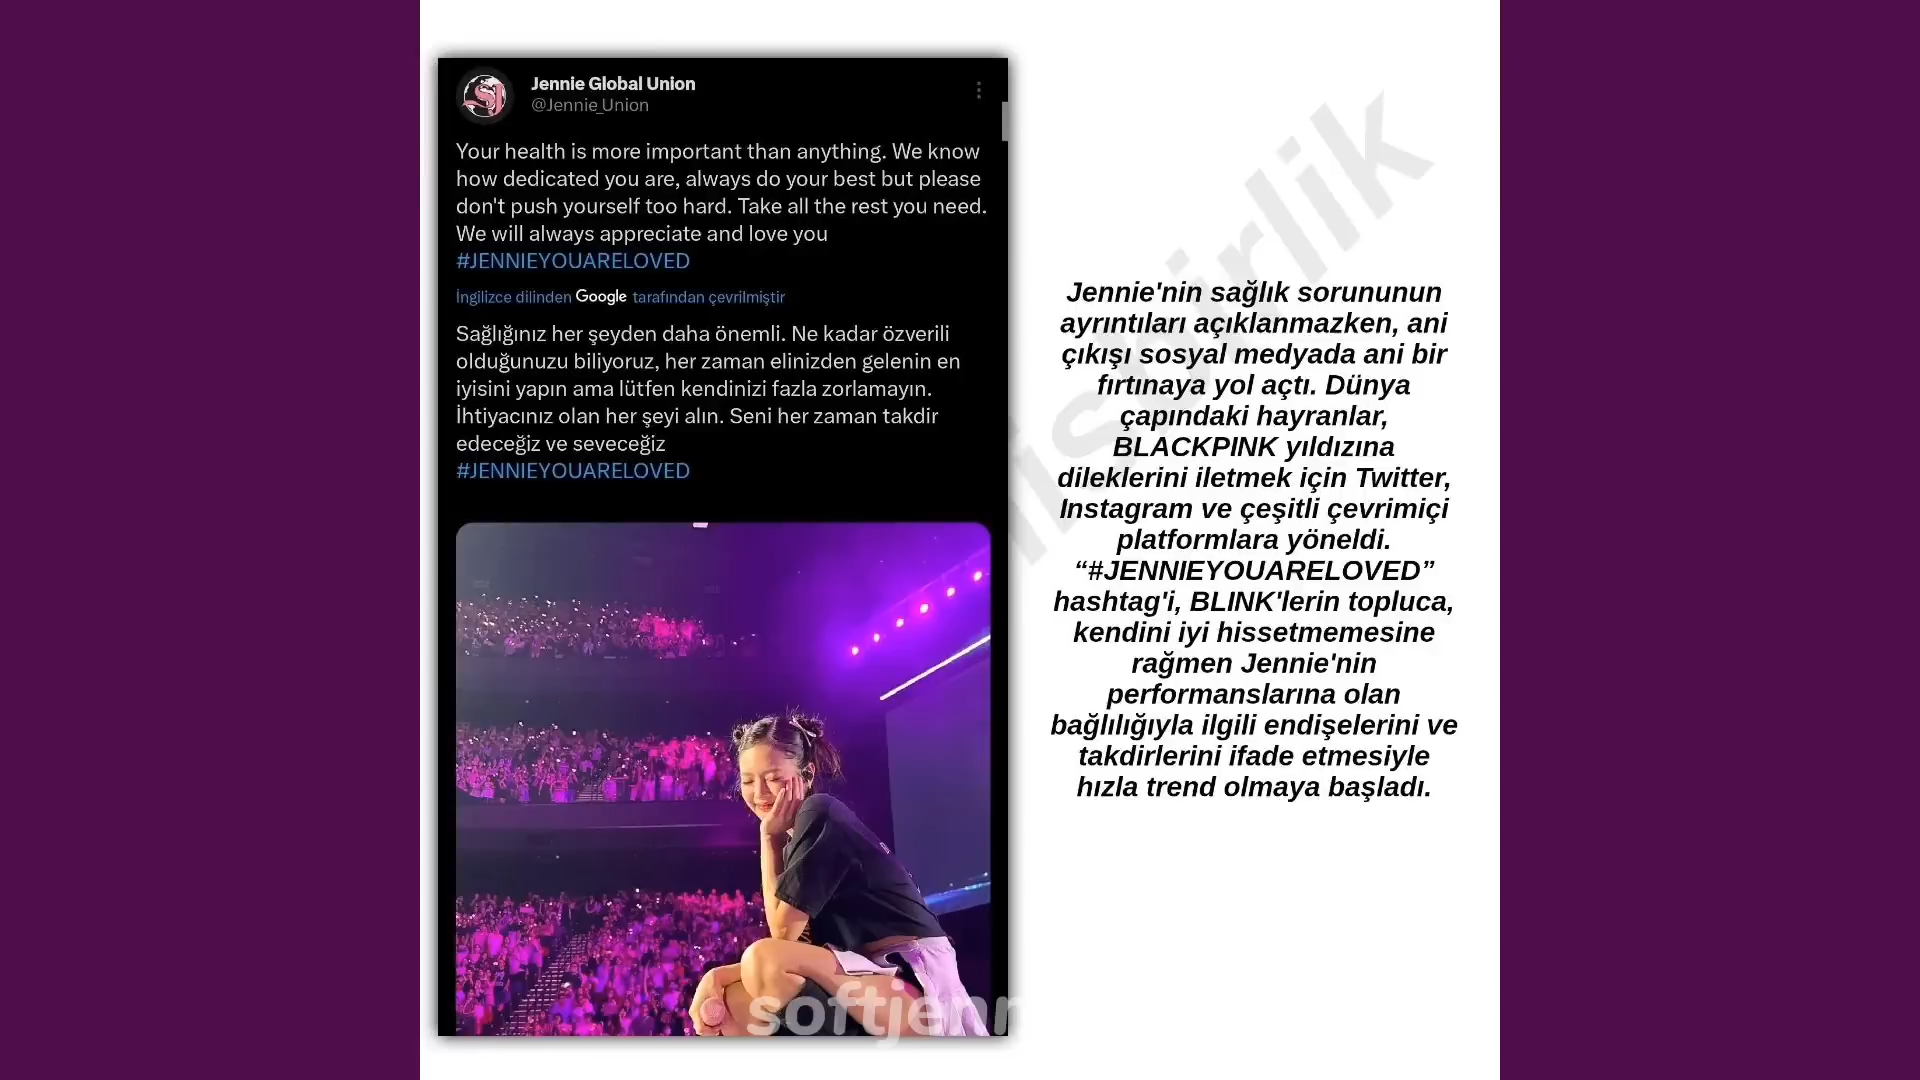 Jennie Global Union
@Jennie_Union
Your health is more important than anything. We know
how dedicated you are, always do your best but please
don't push yourself too hard. Take all the rest you need.
We will always appreciate and love you
#JENNIEYOUARELOVED
İngilizce dilinden Google tarafından çevrilmiştir
Sağlığınız her şeyden daha önemli. Ne kadar özverili
olduğunuzu biliyoruz, her zaman elinizden gelenin en
iyisini yapın ama lütfen kendinizi fazla zorlamayın.
İhtiyacınız olan her şeyi alın. Seni her zaman takdir
edeceğiz ve seveceğiz
#JENNIEYOUARELOVED
softjenn
isbirlik
Jennie'nin sağlık sorununun
ayrıntıları açıklanmazken, ani
çıkışı sosyal medyada ani bir
fırtınaya yol açtı. Dünya
çapındaki hayranlar,
BLACKPINK yıldızına
dileklerini iletmek için Twitter,
Instagram ve çeşitli çevrimiçi
platformlara yöneldi.
“#JENNIEYOUARELOVED”
hashtag'i, BLINK'lerin topluca,
kendini iyi hissetmemesine
rağmen Jennie'nin
performanslarına olan
bağlılığıyla ilgili endişelerini ve
takdirlerini ifade etmesiyle
hızla trend olmaya başladı.